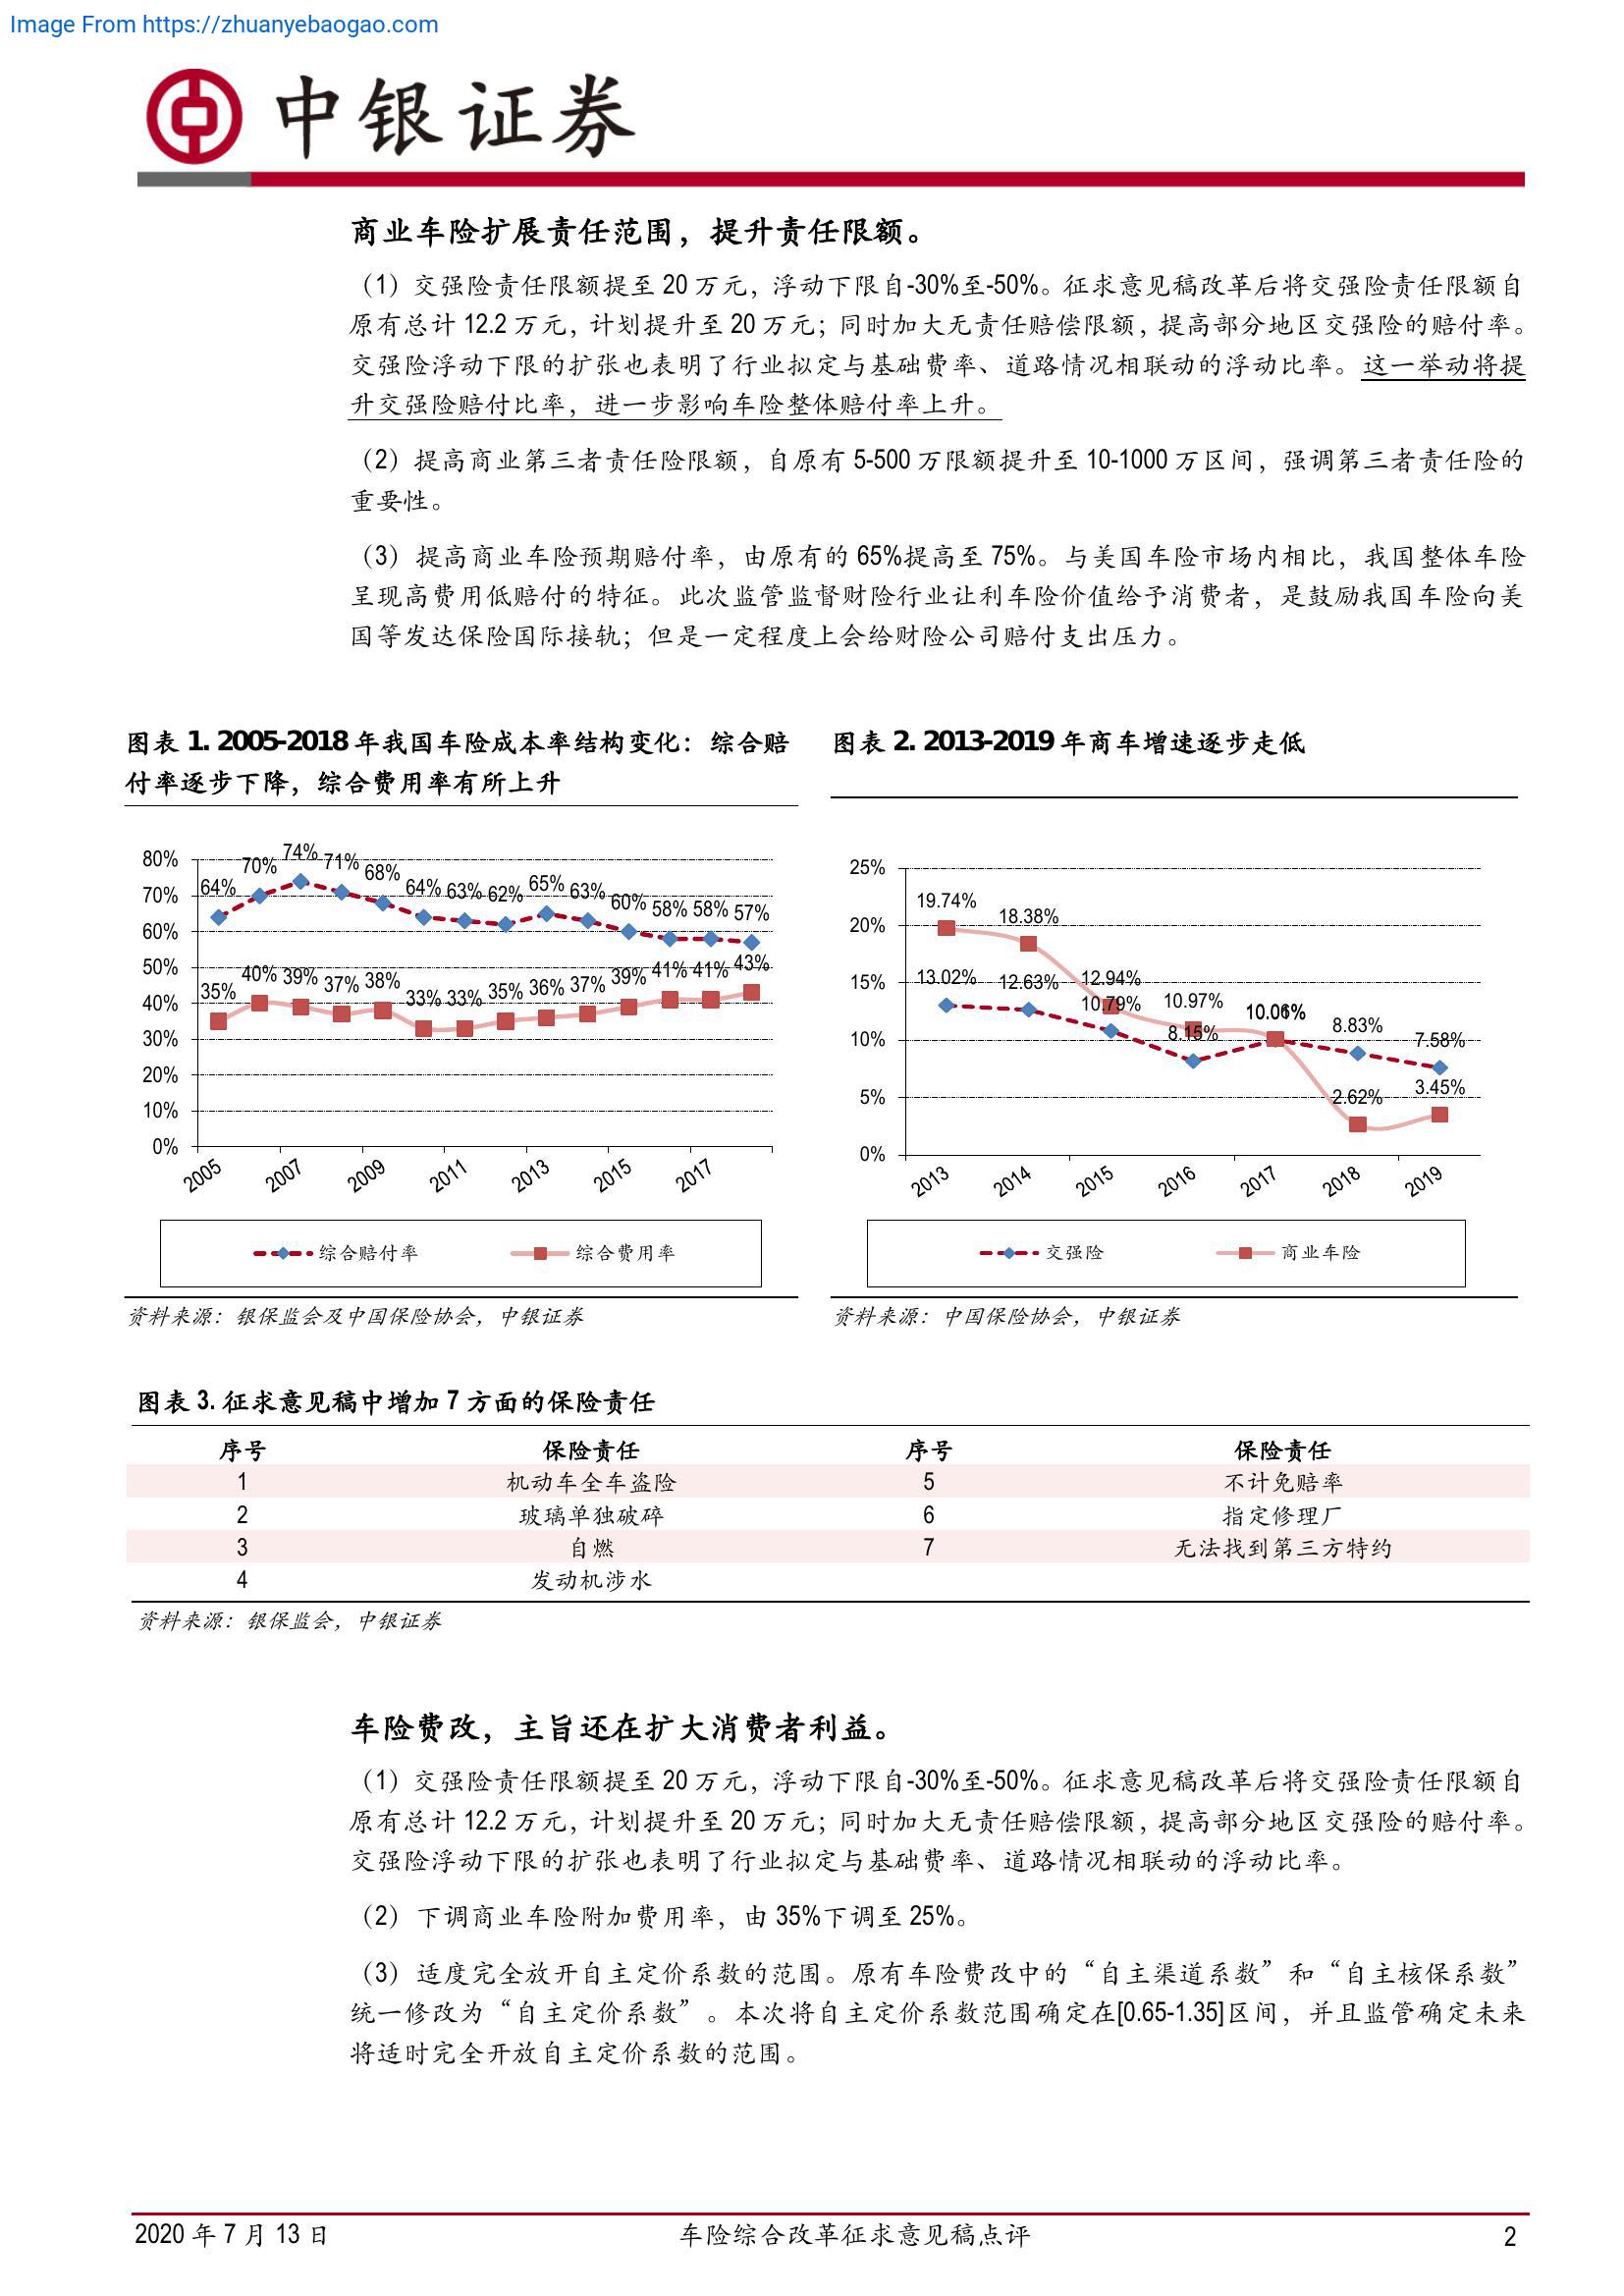 Image From https://zhuanyebaogao.com
中银证券
商业车险扩展责任范围，提升责任限额。
（1）交强险责任限额提至 20 万元，浮动下限自-30%至-50%。征求意见稿改革后将交强险责任限额自
原有总计 12.2 万元，计划提升至 20 万元；同时加大无责任赔偿限额，提高部分地区交强险的赔付率。
交强险浮动下限的扩张也表明了行业拟定与基础费率、道路情况相联动的浮动比率。这一举动将提
升交强险赔付比率，进一步影响车险整体赔付率上升。
（2）提高商业第三者责任险限额，自原有 5-500 万限额提升至 10-1000 万区间，强调第三者责任险的
重要性。
（3）提高商业车险预期赔付率，由原有的 65%提高至 75%。与美国车险市场内相比，我国整体车险
呈现高费用低赔付的特征。此次监管监督财险行业让利车险价值给予消费者，是鼓励我国车险向美
国等发达保险国际接轨；但是一定程度上会给财险公司赔付支出压力。
图表 1. 2005-2018 年我国车险成本率结构变化：综合赔
付率逐步下降，综合费用率有所上升
80%
70%
60%
50%
40%
30%
20%
10%
0%
64% 70% 74% 71% 68% 64% 63% 62% 65% 63% 60% 58% 58% 57%
35% 40% 39% 37% 38% 33% 33% 35% 36% 37% 39% 41% 41% 43%
2005 2007 2009 2011 2013 2015 2017
综合赔付率 综合费用率
资料来源：银保监会及中国保险协会，中银证券
图表 2. 2013-2019 年商车增速逐步走低
25%
20%
15%
10%
5%
0%
19.74% 18.38% 12.94% 10.97% 2.62% 3.45%
13.02% 12.63% 10.79% 8.15% 10.01% 8.83% 7.58%
2013 2014 2015 2016 2017 2018 2019
交强险 商业车险
资料来源：中国保险协会，中银证券
图表 3. 征求意见稿中增加 7 方面的保险责任
序号 保险责任 序号 保险责任
1 机动车全车盗险 5 不计免赔率
2 玻璃单独破碎 6 指定修理厂
3 自燃 7 无法找到第三方特约
4 发动机涉水
资料来源：银保监会，中银证券
车险费改，主旨还在扩大消费者利益。
（1）交强险责任限额提至 20 万元，浮动下限自-30%至-50%。征求意见稿改革后将交强险责任限额自
原有总计 12.2 万元，计划提升至 20 万元；同时加大无责任赔偿限额，提高部分地区交强险的赔付率。
交强险浮动下限的扩张也表明了行业拟定与基础费率、道路情况相联动的浮动比率。
（2）下调商业车险附加费用率，由 35%下调至 25%。
（3）适度完全放开自主定价系数的范围。原有车险费改中的“自主渠道系数”和“自主核保系数”
统一修改为“自主定价系数”。本次将自主定价系数范围确定在[0.65-1.35]区间，并且监管确定未来
将适时完全开放自主定价系数的范围。
2020 年 7 月 13 日 车险综合改革征求意见稿点评 2